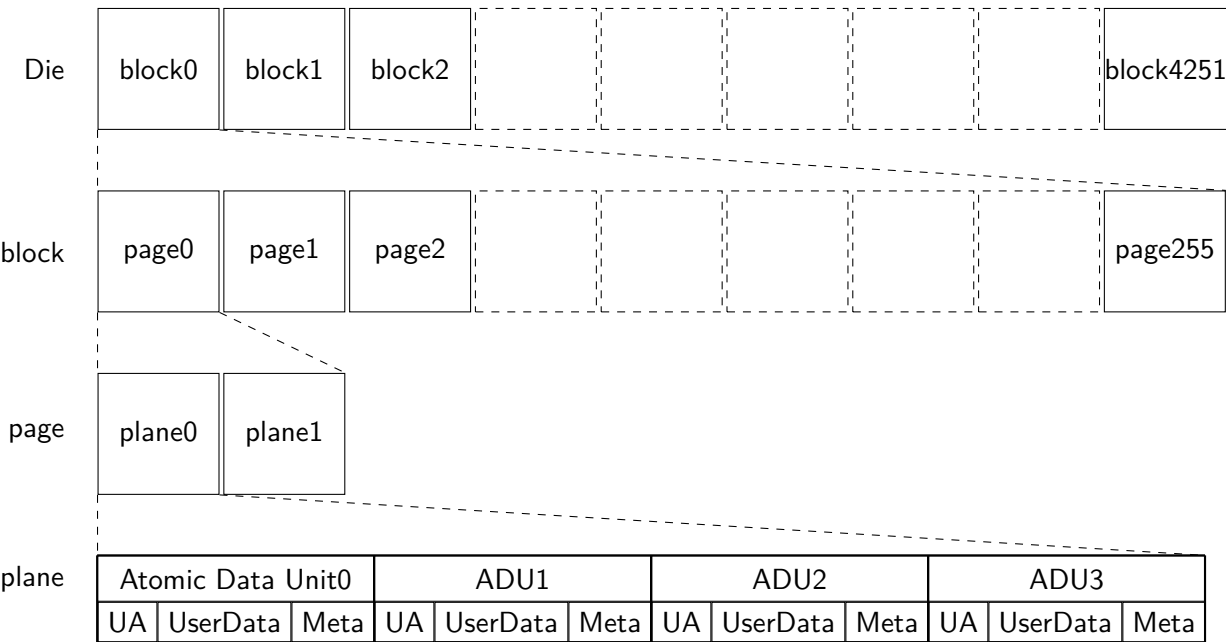 Die block0 block1 block2 block4251
block page0 page1 page2 page255
page plane0 plane1
plane Atomic Data Unit0 ADU1 ADU2 ADU3
UA UserData Meta UA UserData Meta UA UserData Meta UA UserData Meta